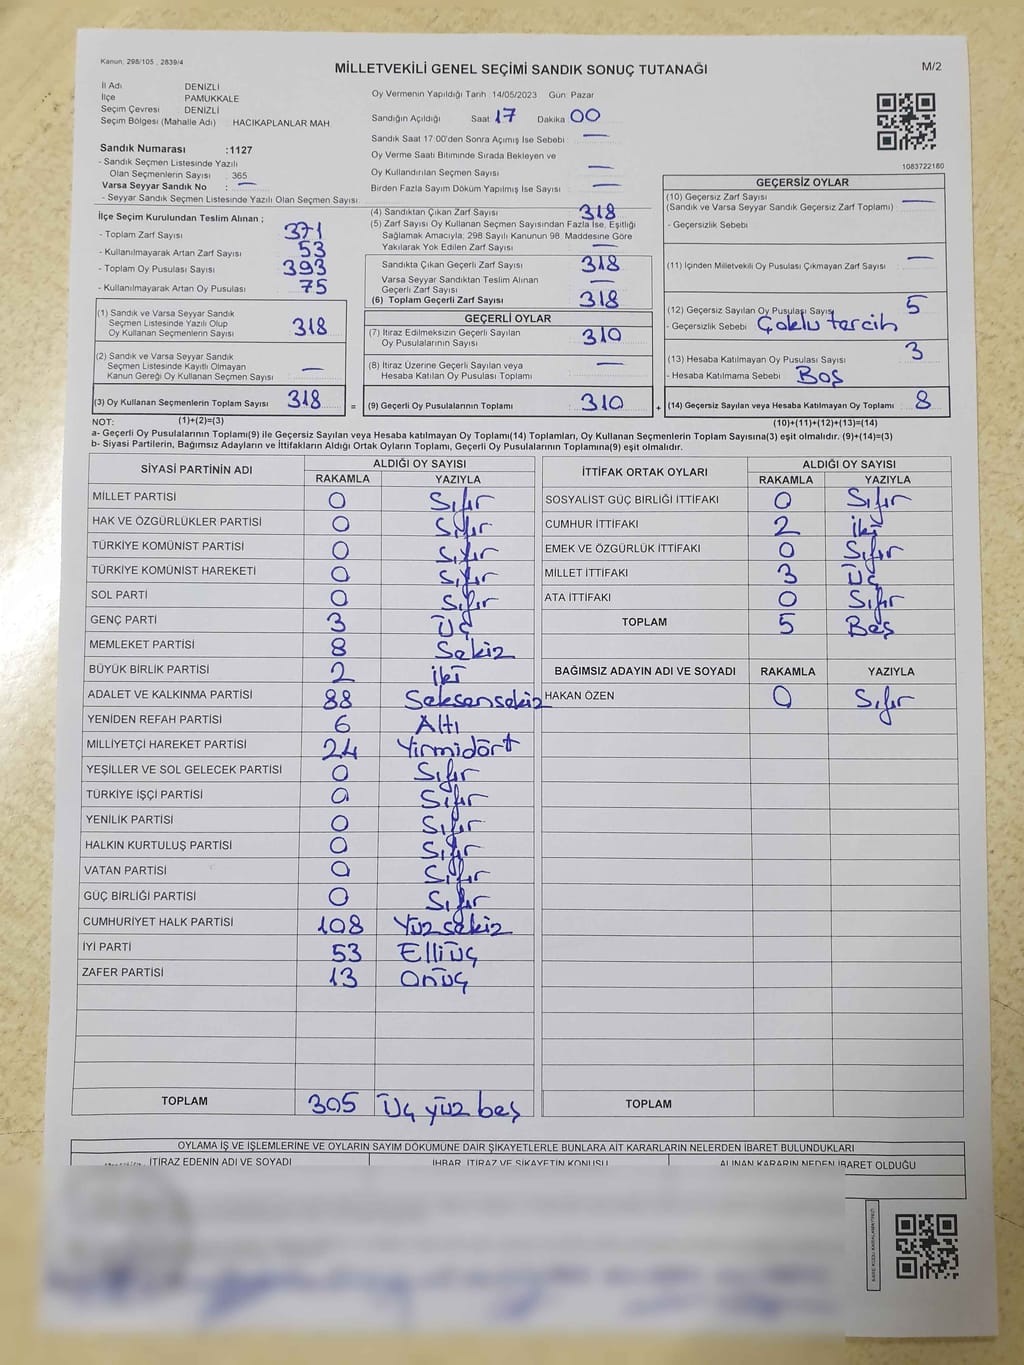 Kanun: 298/105 , 2839/4
MİLLETVEKİLİ GENEL SEÇİMİ SANDIK SONUÇ TUTANAĞI
M/2
İl Adı DENİZLİ
İlçe PAMUKKALE
Seçim Çevresi DENİZLİ
Seçim Bölgesi (Mahalle Adı) HACIKAPLANLAR MAH.
Sandık Numarası :1127
- Sandık Seçmen Listesinde Yazılı
Olan Seçmenlerin Sayısı : 365
Varsa Seyyar Sandık No : —
- Seyyar Sandık Seçmen Listesinde Yazılı Olan Seçmen Sayısı
Oy Vermenin Yapıldığı Tarih :14/05/2023 Gün: Pazar
Sandığın Açıldığı Saat 17 Dakika 00
Sandık Saat 17:00'den Sonra Açımış İse Sebebi —
Oy Verme Saati Bitiminde Sırada Bekleyen ve
Oy Kullandırılan Seçmen Sayısı —
Birden Fazla Sayım Döküm Yapılmış İse Sayısı —
1083722180
İlçe Seçim Kurulundan Teslim Alınan ;
- Toplam Zarf Sayısı 371
- Kullanılmayarak Artan Zarf Sayısı 53
- Toplam Oy Pusulası Sayısı 393
- Kullanılmayarak Artan Oy Pusulası 75
(1) Sandık ve Varsa Seyyar Sandık
Seçmen Listesinde Yazılı Olup
Oy Kullanan Seçmenlerin Sayısı 318
(2) Sandık ve Varsa Seyyar Sandık
Seçmen Listesinde Kayıtlı Olmayan
Kanun Gereği Oy Kullanan Seçmen Sayısı —
(3) Oy Kullanan Seçmenlerin Toplam Sayısı 318 =
(4) Sandıktan Çıkan Zarf Sayısı 318
(5) Zarf Sayısı Oy Kullanan Seçmen Sayısından Fazla İse, Eşitliği
Sağlamak Amacıyla; 298 Sayılı Kanunun 98. Maddesine Göre
Yakılarak Yok Edilen Zarf Sayısı —
Sandıkta Çıkan Geçerli Zarf Sayısı 318
Varsa Seyyar Sandıktan Teslim Alınan
Geçerli Zarf Sayısı —
(6) Toplam Geçerli Zarf Sayısı 318
GEÇERLİ OYLAR
(7) İtiraz Edilmeksizin Geçerli Sayılan
Oy Pusulalarının Sayısı 310
(8) İtiraz Üzerine Geçerli Sayılan veya
Hesaba Katılan Oy Pusulası Toplamı —
(9) Geçerli Oy Pusulalarının Toplamı 310 +
GEÇERSİZ OYLAR
(10) Geçersiz Zarf Sayısı
(Sandık ve Varsa Seyyar Sandık Geçersiz Zarf Toplamı) —
- Geçersizlik Sebebi
(11) İçinden Milletvekili Oy Pusulası Çıkmayan Zarf Sayısı —
(12) Geçersiz Sayılan Oy Pusulası Sayısı 5
- Geçersizlik Sebebi Çoklu tercih
(13) Hesaba Katılmayan Oy Pusulası Sayısı 3
- Hesaba Katılmama Sebebi Boş
(14) Geçersiz Sayılan veya Hesaba Katılmayan Oy Toplamı 8
NOT: (1)+(2)=(3) (10)+(11)+(12)+(13)=(14)
a- Geçerli Oy Pusulalarının Toplamı(9) ile Geçersiz Sayılan veya Hesaba katılmayan Oy Toplamı(14) Toplamları, Oy Kullanan Seçmenlerin Toplam Sayısına(3) eşit olmalıdır. (9)+(14)=(3)
b- Siyasi Partilerin, Bağımsız Adayların ve İttifakların Aldığı Ortak Oyların Toplamı, Geçerli Oy Pusulalarının Toplamına(9) eşit olmalıdır.
SİYASİ PARTİNİN ADI ALDIĞI OY SAYISI
RAKAMLA YAZIYLA
MİLLET PARTİSİ 0 Sıfır
HAK VE ÖZGÜRLÜKLER PARTİSİ 0 Sıfır
TÜRKİYE KOMÜNİST PARTİSİ 0 Sıfır
TÜRKİYE KOMÜNİST HAREKETİ 0 Sıfır
SOL PARTİ 0 Sıfır
GENÇ PARTİ 3 Üç
MEMLEKET PARTİSİ 8 Sekiz
BÜYÜK BİRLİK PARTİSİ 2 İki
ADALET VE KALKINMA PARTİSİ 88 Seksensekiz
YENİDEN REFAH PARTİSİ 6 Altı
MİLLİYETÇİ HAREKET PARTİSİ 24 Yirmidört
YEŞİLLER VE SOL GELECEK PARTİSİ 0 Sıfır
TÜRKİYE İŞÇİ PARTİSİ 0 Sıfır
YENİLİK PARTİSİ 0 Sıfır
HALKIN KURTULUŞ PARTİSİ 0 Sıfır
VATAN PARTİSİ 0 Sıfır
GÜÇ BİRLİĞİ PARTİSİ 0 Sıfır
CUMHURİYET HALK PARTİSİ 108 Yüzsekiz
İYİ PARTİ 53 Elliüç
ZAFER PARTİSİ 13 Onüç
TOPLAM 305 Üç yüz beş
İTTİFAK ORTAK OYLARI ALDIĞI OY SAYISI
RAKAMLA YAZIYLA
SOSYALİST GÜÇ BİRLİĞİ İTTİFAKI 0 Sıfır
CUMHUR İTTİFAKI 2 İki
EMEK VE ÖZGÜRLÜK İTTİFAKI 0 Sıfır
MİLLET İTTİFAKI 3 Üç
ATA İTTİFAKI 0 Sıfır
TOPLAM 5 Beş
BAĞIMSIZ ADAYIN ADI VE SOYADI RAKAMLA YAZIYLA
HAKAN ÖZEN 0 Sıfır
TOPLAM
OYLAMA İŞ VE İŞLEMLERİNE VE OYLARIN SAYIM DÖKÜMÜNE DAİR ŞİKAYETLERLE BUNLARA AİT KARARLARIN NELERDEN İBARET BULUNDUKLARI
İTİRAZ EDENİN ADI VE SOYADI İHBAR, İTİRAZ VE ŞİKAYETİN KONUSU ALINAN KARARIN NEDEN İBARET OLDUĞU